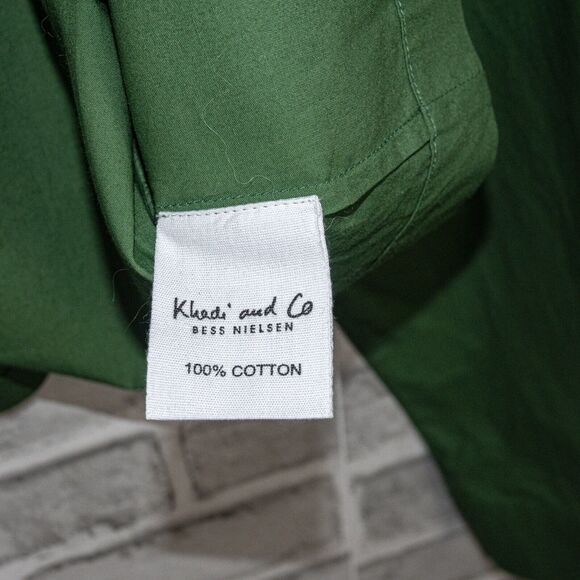 Khadi and Co
BESS NIELSEN
100% COTTON